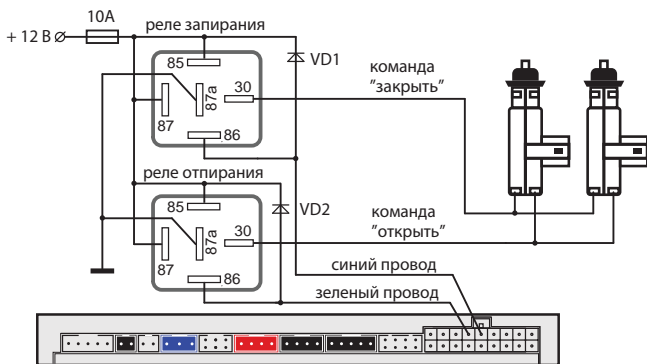 10А
+ 12 В
реле запирания
85
87а
30
87
86
VD1
команда
"закрыть"
реле отпирания
85
87а
30
87
86
VD2
команда
"открыть"
синий провод
зеленый провод